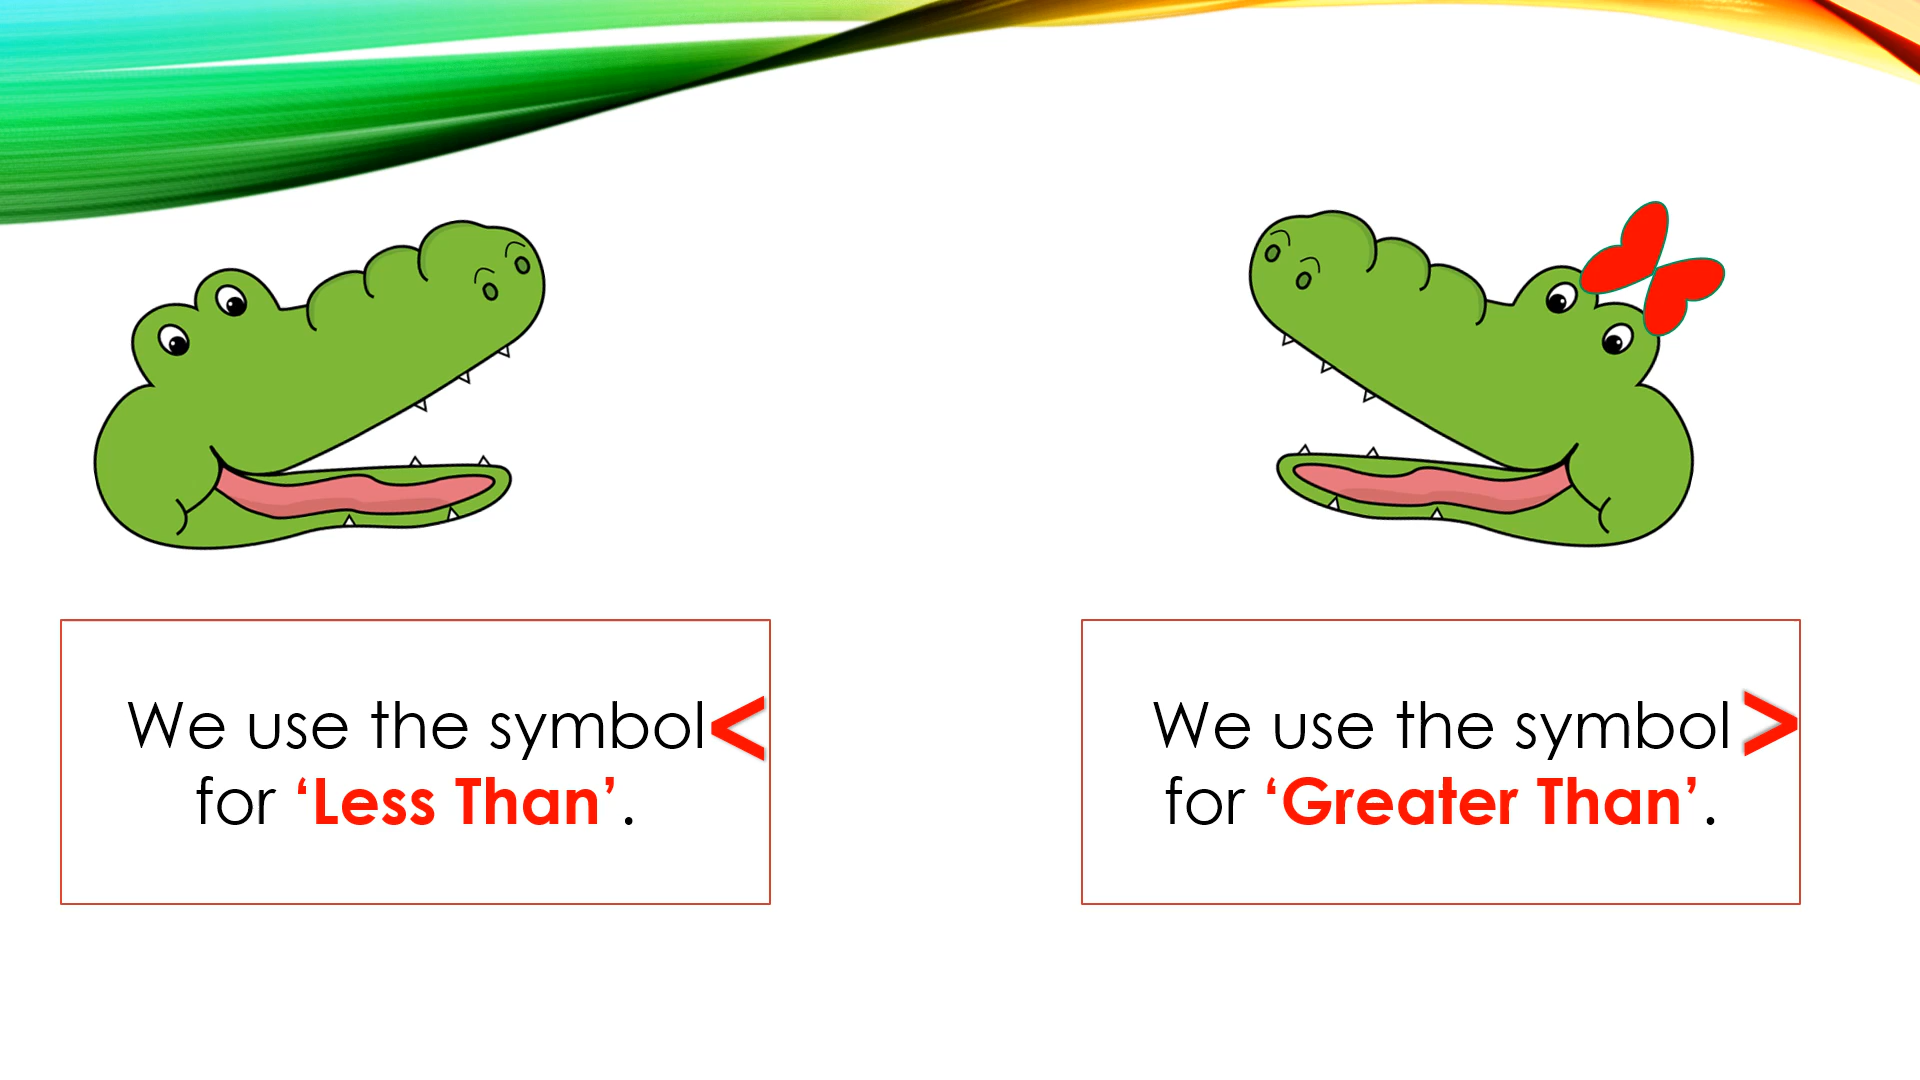 We use the symbol <
for ‘Less Than’.
We use the symbol >
for ‘Greater Than’.